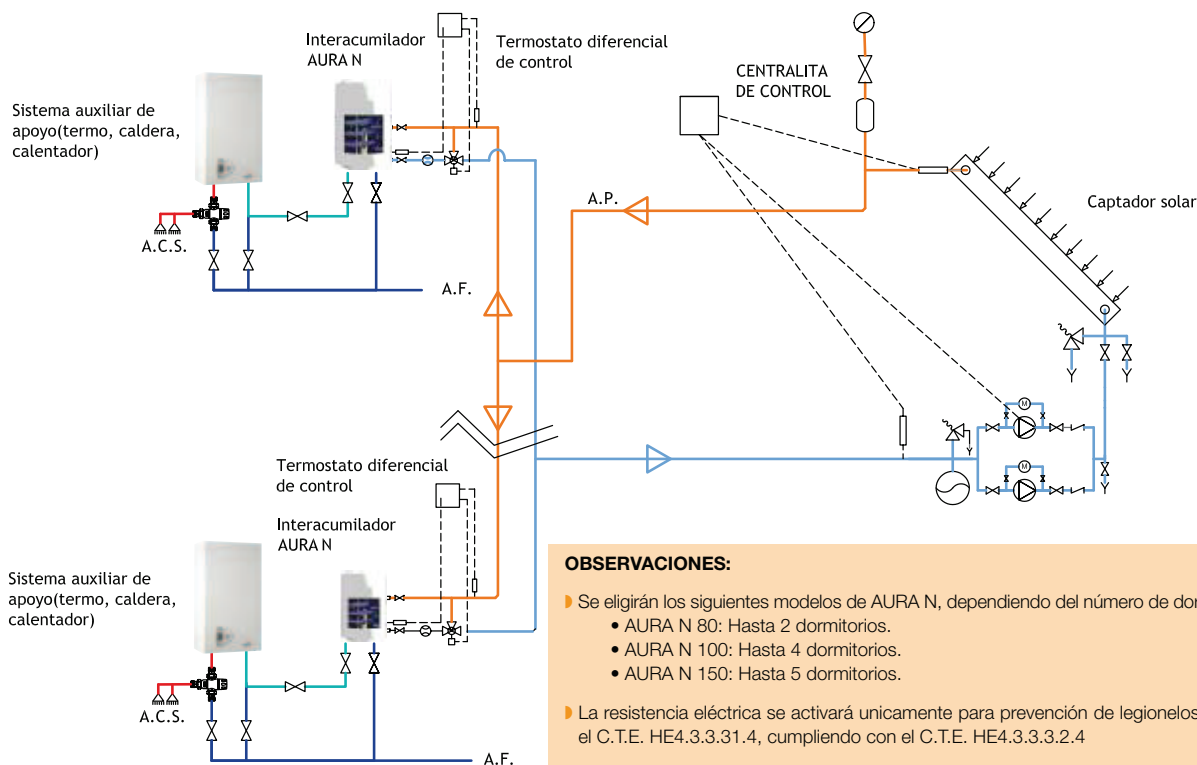 Interacumilador
AURA N
Termostato diferencial
de control
CENTRALITA
DE CONTROL
Sistema auxiliar de
apoyo(termo, caldera,
calentador)
A.P.
Captador solar
A.C.S.
A.F.
M
M
Termostato diferencial
de control
Interacumilador
AURA N
Sistema auxiliar de
apoyo(termo, caldera,
calentador)
A.C.S.
A.F.
OBSERVACIONES:
Se eligirán los siguientes modelos de AURA N, dependiendo del número de dor
• AURA N 80: Hasta 2 dormitorios.
• AURA N 100: Hasta 4 dormitorios.
• AURA N 150: Hasta 5 dormitorios.
La resistencia eléctrica se activará unicamente para prevención de legionelos
el C.T.E. HE4.3.3.31.4, cumpliendo con el C.T.E. HE4.3.3.3.2.4